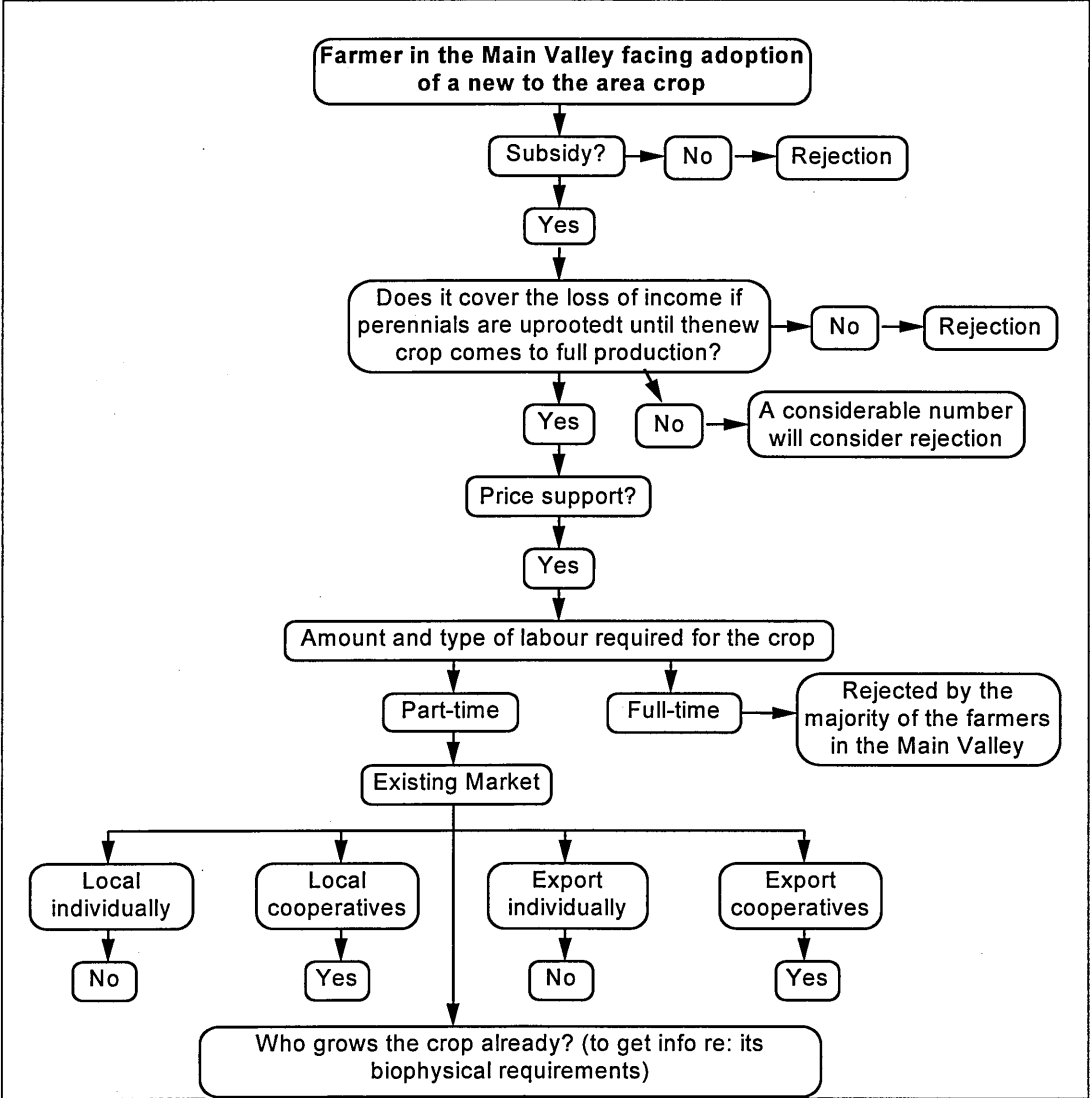 Farmer in the Main Valley facing adoption
of a new to the area crop
Subsidy?
No
Rejection
Yes
Does it cover the loss of income if
perennials are uprootedt until thenew
crop comes to full production?
No
Rejection
Yes
No
A considerable number
will consider rejection
Price support?
Yes
Amount and type of labour required for the crop
Part-time
Full-time
Rejected by the
majority of the farmers
in the Main Valley
Existing Market
Local
individually
Local
cooperatives
Export
individually
Export
cooperatives
No
Yes
No
Yes
Who grows the crop already? (to get info re: its
biophysical requirements)